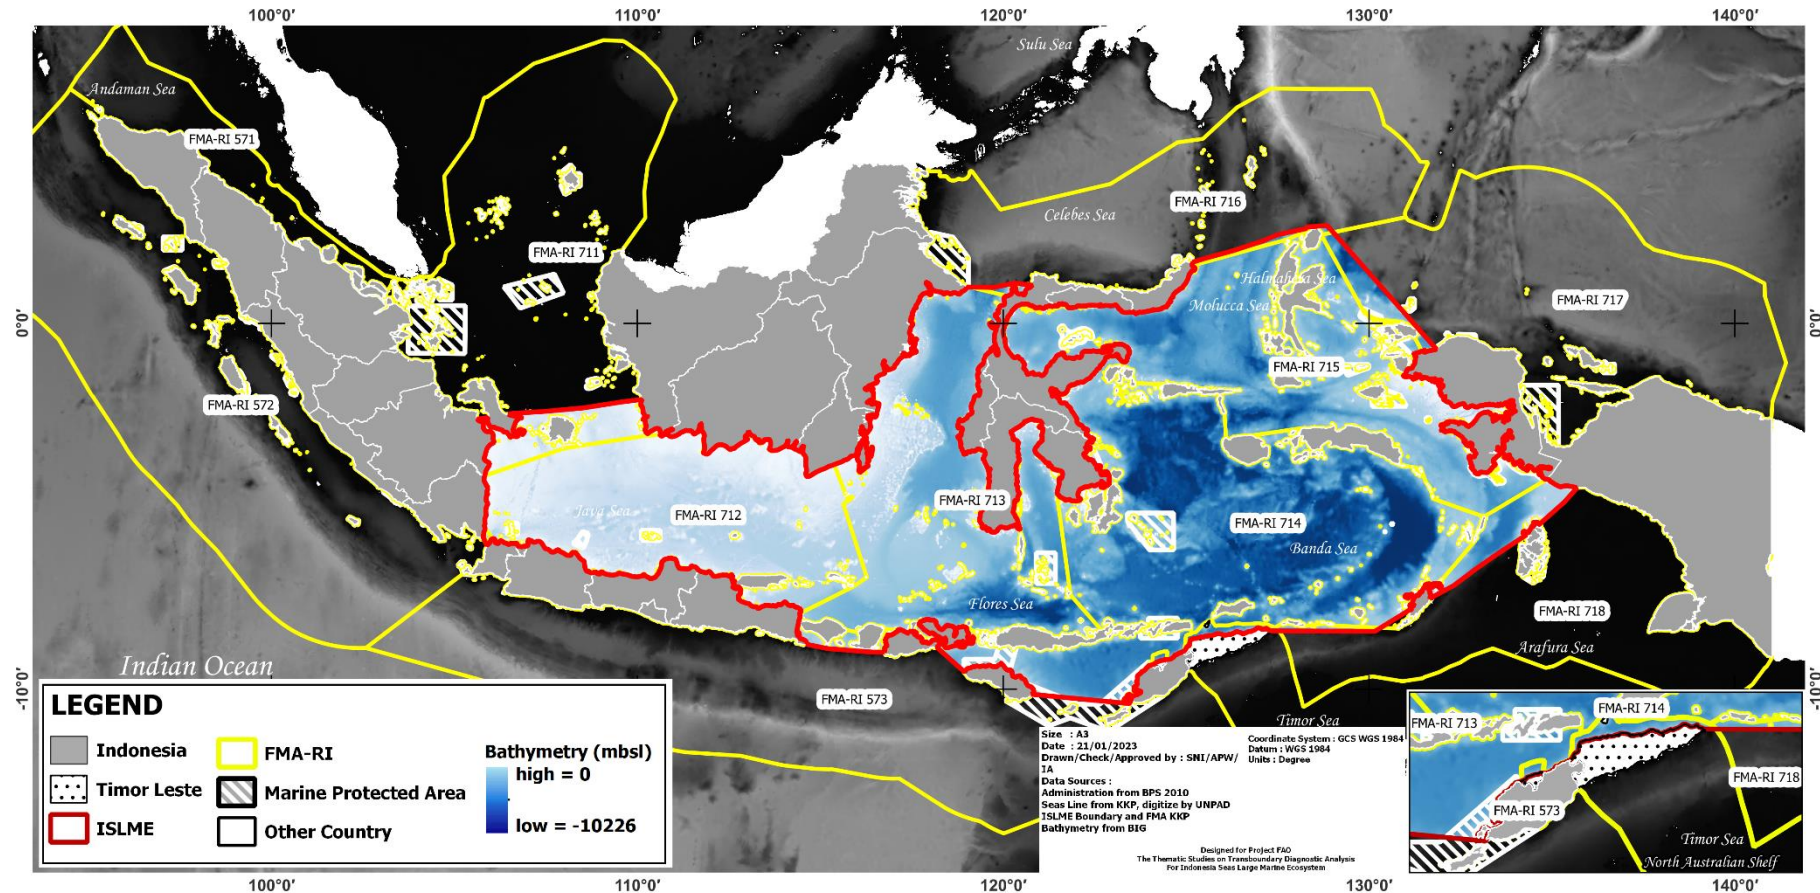 100°0′ 110°0′ 120°0′ 130°0′ 140°0′
Sulu Sea
Andaman Sea
FMA-RI 571
FMA-RI 716
Celebes Sea
FMA-RI 711
Halmahera Sea
Molucca Sea
FMA-RI 717
0°0′ 0°0′
FMA-RI 715
FMA-RI 572
FMA-RI 713
Java Sea
FMA-RI 712
FMA-RI 714
Banda Sea
Flores Sea
FMA-RI 718
Arafura Sea
Indian Ocean
-10°0′ -10°0′
FMA-RI 573
Timor Sea
LEGEND
Indonesia
Timor Leste
ISLME
FMA-RI
Marine Protected Area
Other Country
Bathymetry (mbsl)
high = 0
low = -10226
Size : A3
Date : 21/01/2023
Drawn/Check/Approved by : SNI/APW/
IA
Data Sources :
Administration from BPS 2010
Seas Line from KKP, digitize by UNPAD
ISLME Boundary and FMA KKP
Bathymetry from BIG
Coordinate System : GCS WGS 1984
Datum : WGS 1984
Units : Degree
Designed for Project FAO
The Thematic Studies on Transboundary Diagnostic Analysis
For Indonesia Seas Large Marine Ecosystem
FMA-RI 714
FMA-RI 713
FMA-RI 718
FMA-RI 573
Timor Sea
North Australian Shelf
100°0′ 110°0′ 120°0′ 130°0′ 140°0′